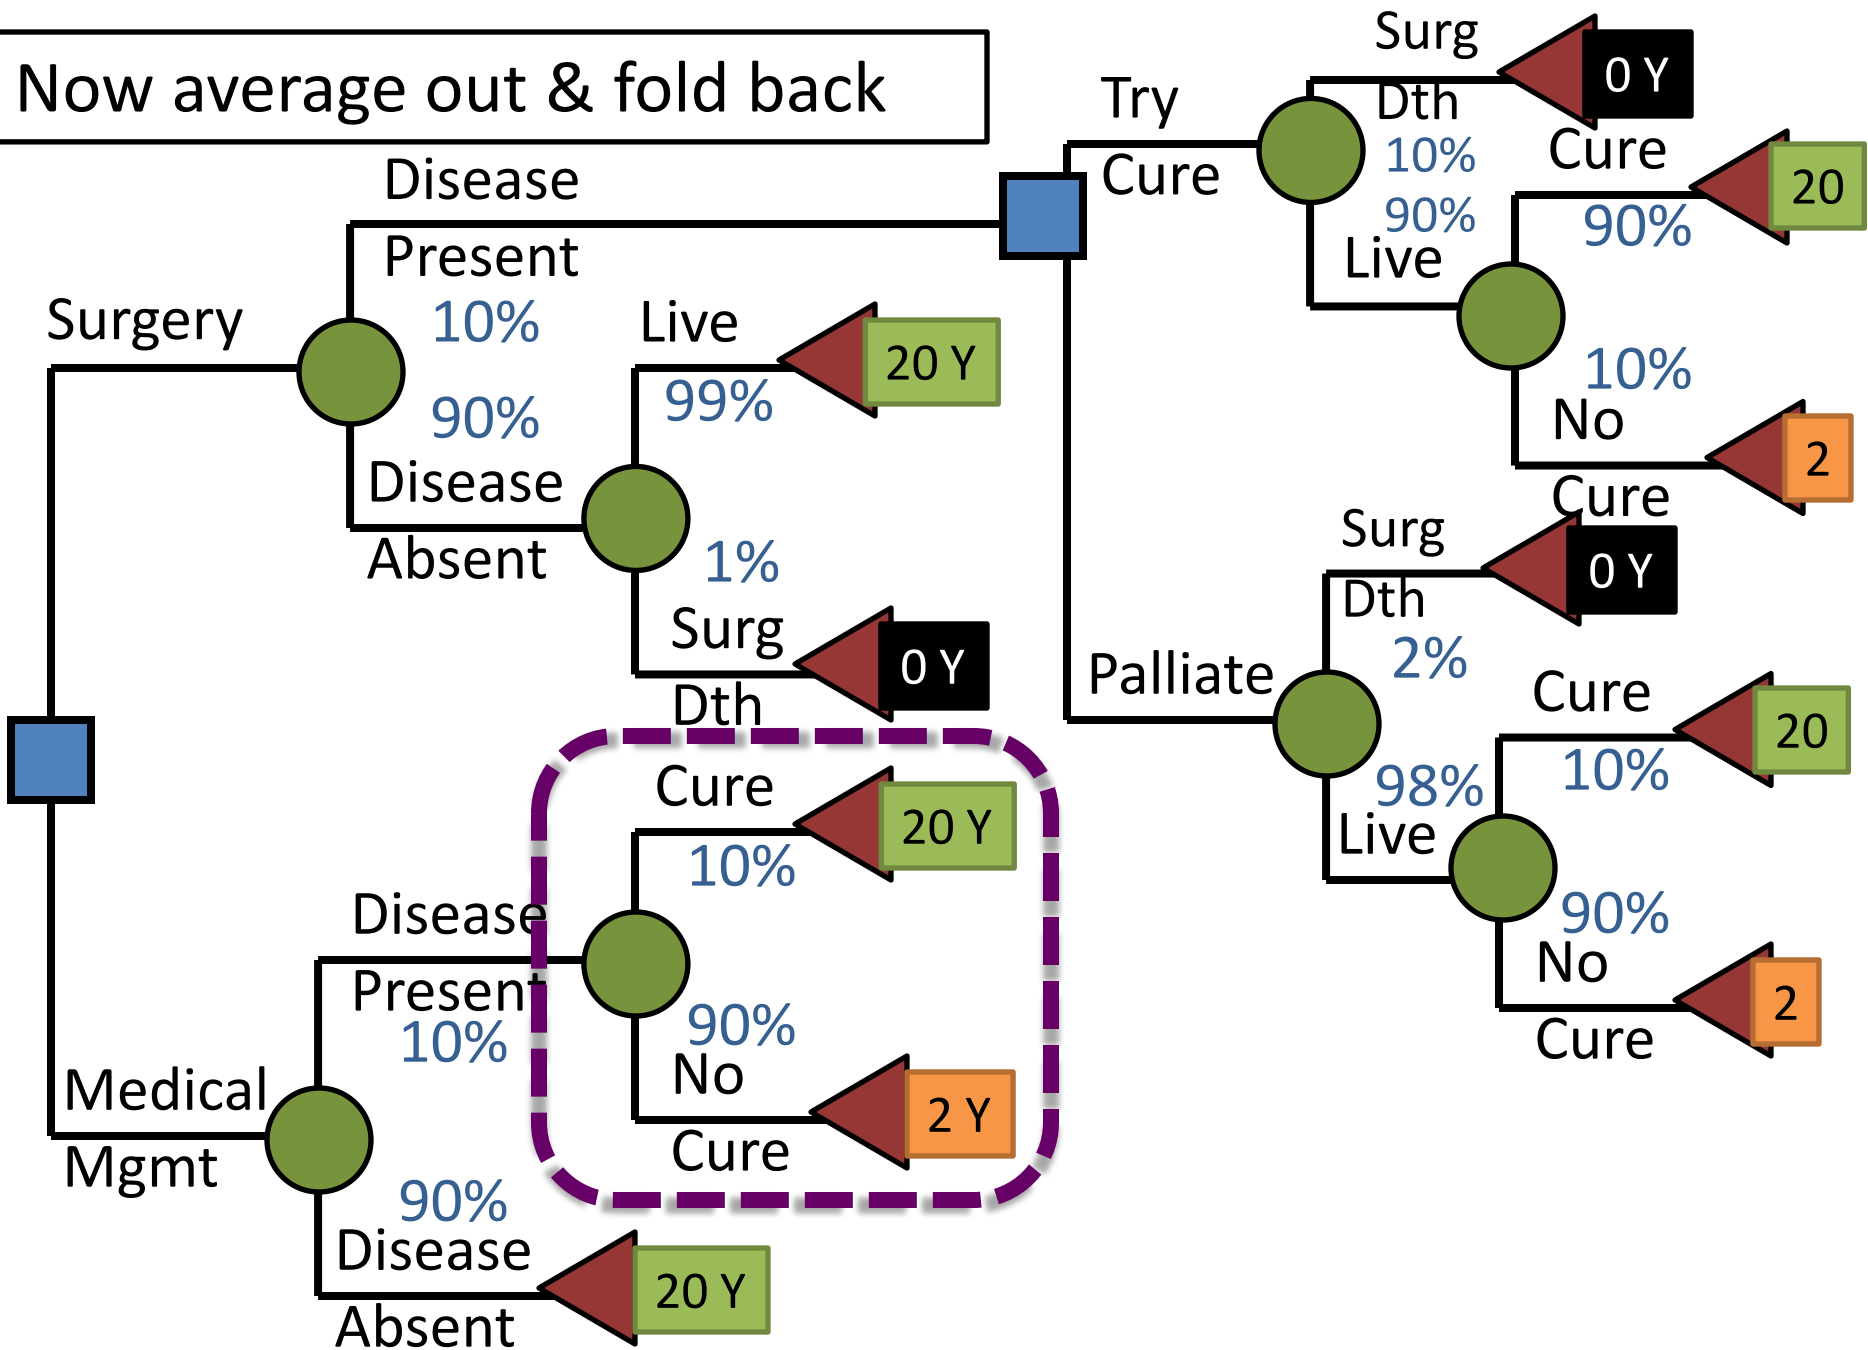 Now average out & fold back
Surgery
Disease
Present
10%
90%
Disease
Absent
Live
99%
20 Y
1%
Surg
Dth
0 Y
Try
Cure
Surg
Dth
10%
0 Y
90%
Live
Cure
90%
20
10%
No
Cure
2
Palliate
Surg
Dth
2%
0 Y
98%
Live
Cure
10%
20
90%
No
Cure
2
Medical
Mgmt
Disease
Present
10%
Cure
10%
20 Y
90%
No
Cure
2 Y
90%
Disease
Absent
20 Y